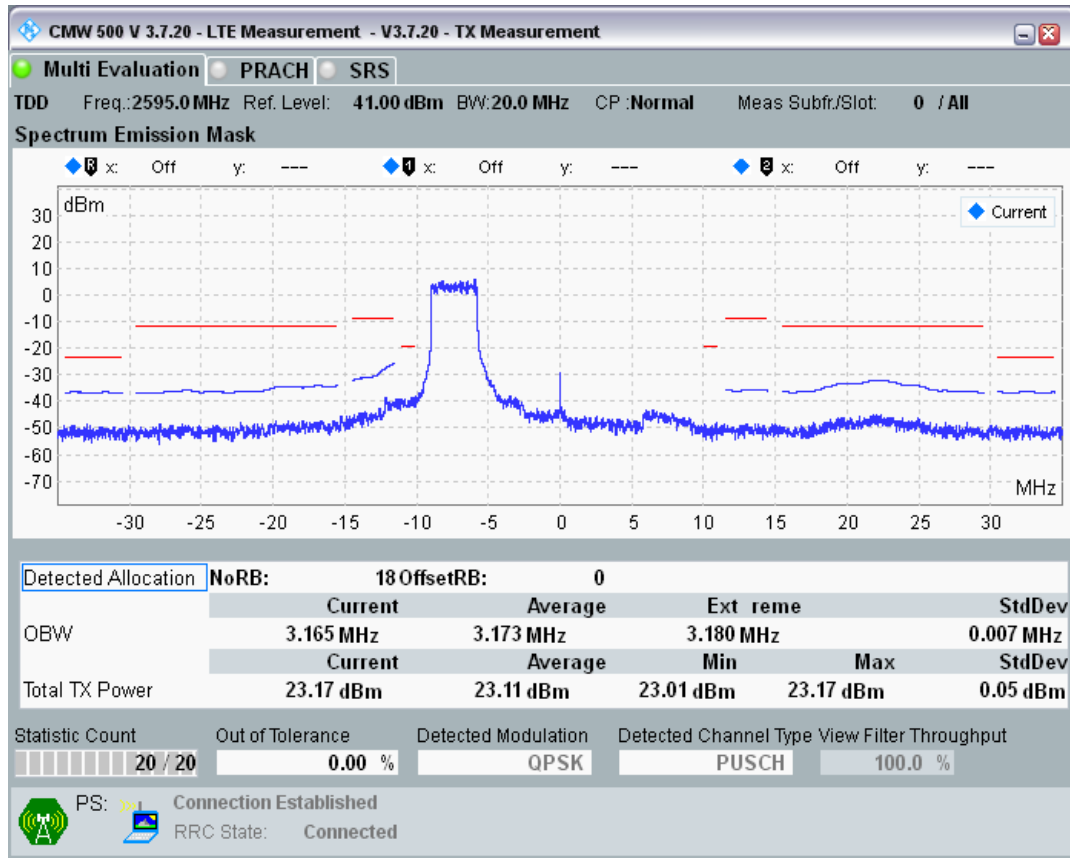 CMW 500 V 3.7.20 - LTE Measurement - V3.7.20 - TX Measurement
Multi Evaluation PRACH SRS
TDD Freq.:2595.0 MHz Ref. Level: 41.00 dBm BW:20.0 MHz CP :Normal Meas Subfr./Slot: 0 / All
Spectrum Emission Mask
R x: Off y: --- 1 x: Off y: --- 2 x: Off y: ---
dBm
Current
30
20
10
0
-10
-20
-30
-40
-50
-60
-70
MHz
-30 -25 -20 -15 -10 -5 0 5 10 15 20 25 30
Detected Allocation NoRB: 18 OffsetRB: 0
Current Average Ext reme StdDev
OBW 3.165 MHz 3.173 MHz 3.180 MHz 0.007 MHz
Current Average Min Max StdDev
Total TX Power 23.17 dBm 23.11 dBm 23.01 dBm 23.17 dBm 0.05 dBm
Statistic Count Out of Tolerance Detected Modulation Detected Channel Type View Filter Throughput
20 / 20 0.00 % QPSK PUSCH 100.0 %
PS: Connection Established
RRC State: Connected